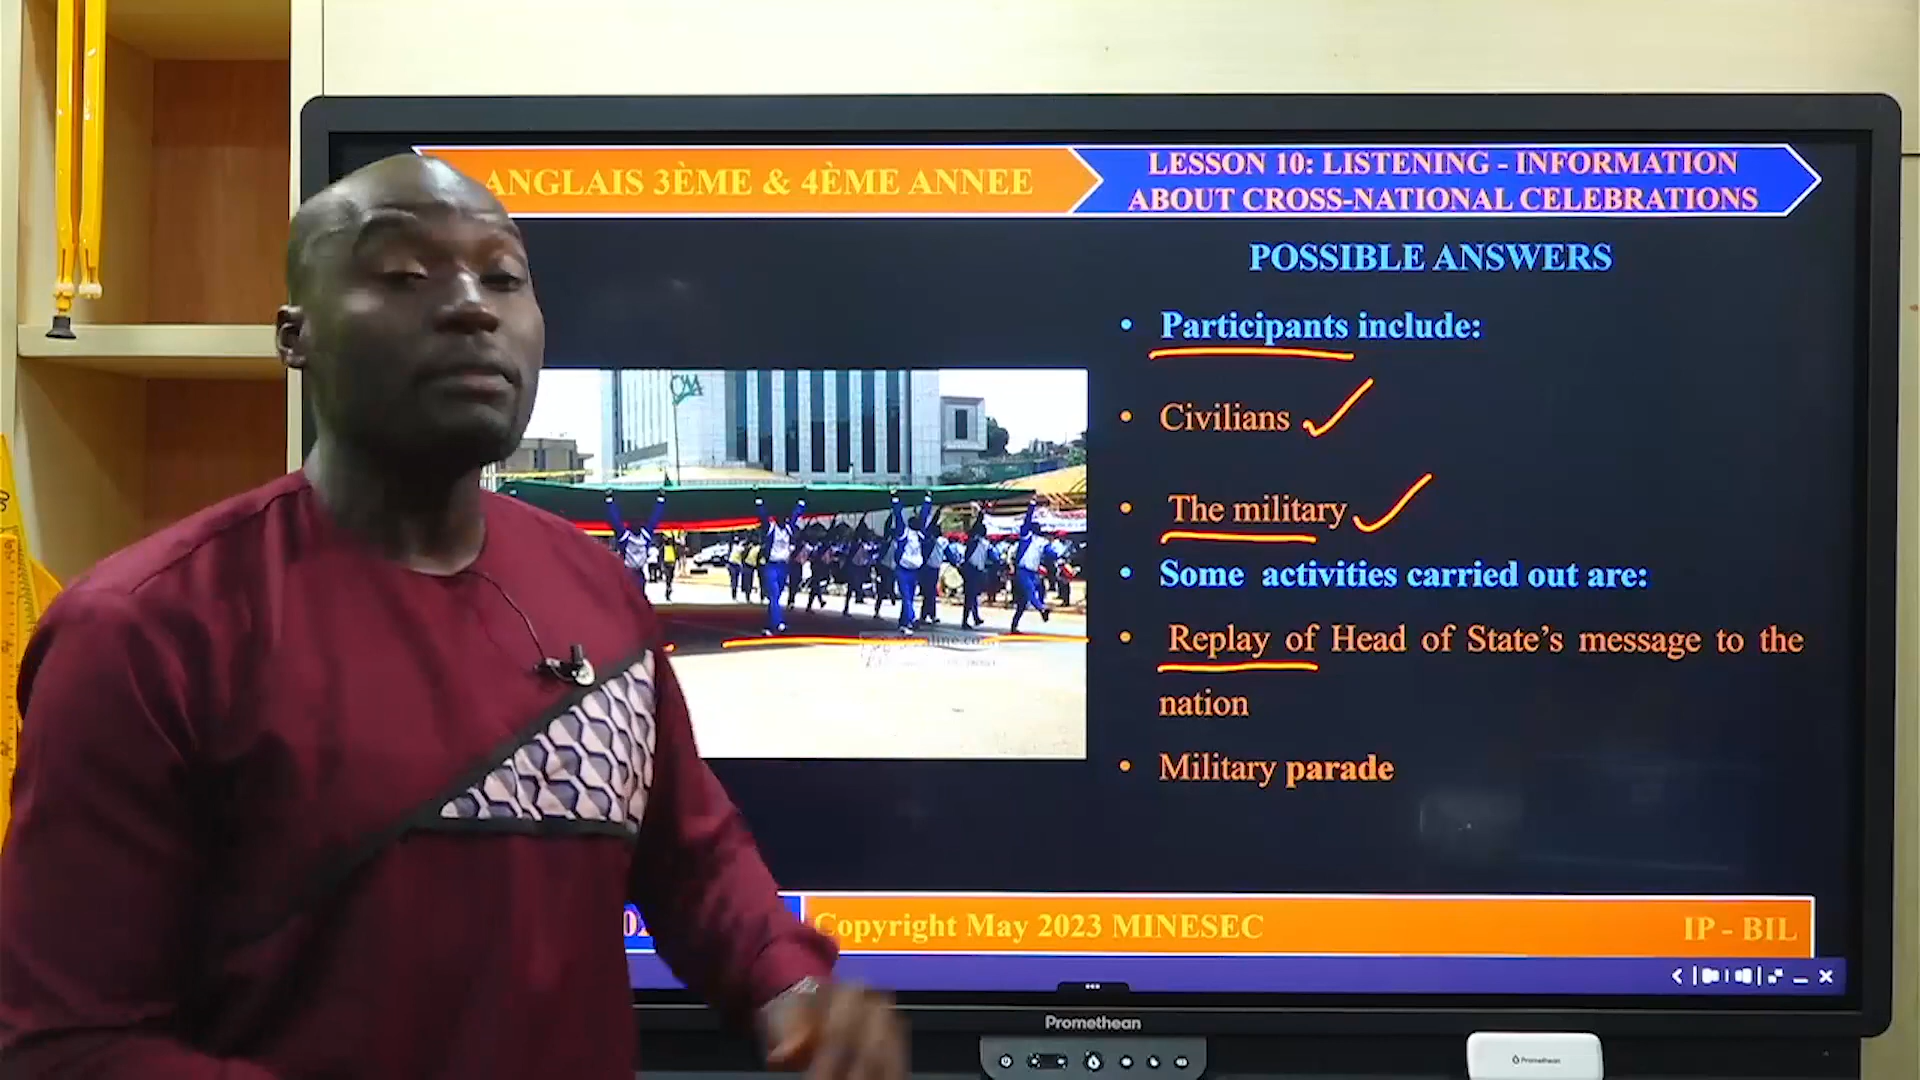 ANGLAIS 3ÈME & 4ÈME ANNEE
LESSON 10: LISTENING - INFORMATION
ABOUT CROSS-NATIONAL CELEBRATIONS
POSSIBLE ANSWERS
• Participants include:
• Civilians
• The military
• Some activities carried out are:
• Replay of Head of State’s message to the
nation
• Military parade
Copyright May 2023 MINESEC
IP - BIL
Promethean
Promethean